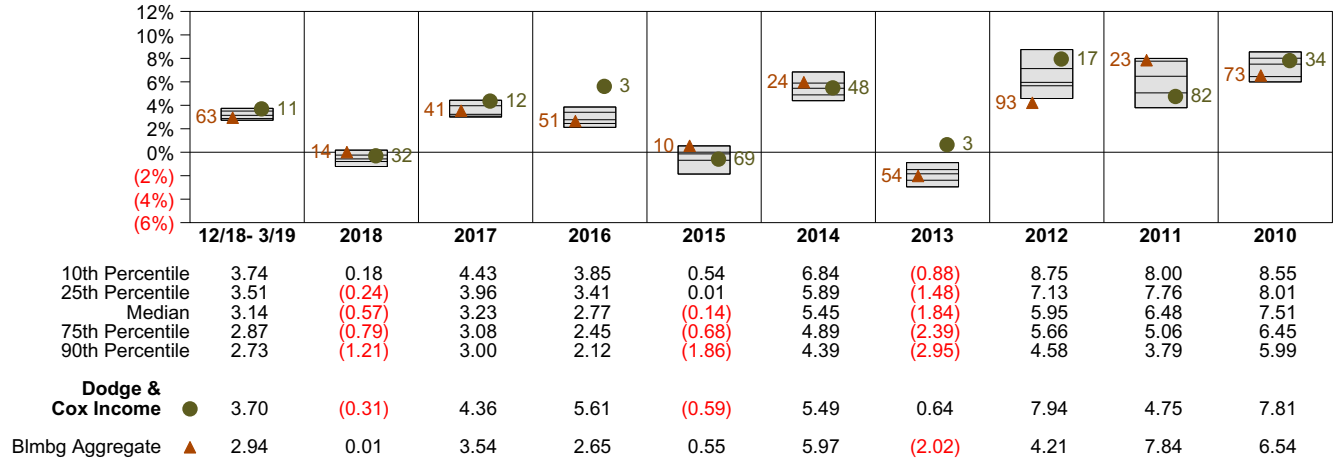 12%
10%
8%
6%
4%
2%
0%
(2%)
(4%)
(6%)
63 11 14 32 41 12 51 3 10 69 24 48 54 3 93 17 23 82 73 34
12/18- 3/19 2018 2017 2016 2015 2014 2013 2012 2011 2010
10th Percentile 3.74 0.18 4.43 3.85 0.54 6.84 (0.88) 8.75 8.00 8.55
25th Percentile 3.51 (0.24) 3.96 3.41 0.01 5.89 (1.48) 7.13 7.76 8.01
Median 3.14 (0.57) 3.23 2.77 (0.14) 5.45 (1.84) 5.95 6.48 7.51
75th Percentile 2.87 (0.79) 3.08 2.45 (0.68) 4.89 (2.39) 5.66 5.06 6.45
90th Percentile 2.73 (1.21) 3.00 2.12 (1.86) 4.39 (2.95) 4.58 3.79 5.99
Dodge &
Cox Income 3.70 (0.31) 4.36 5.61 (0.59) 5.49 0.64 7.94 4.75 7.81
Blmbg Aggregate 2.94 0.01 3.54 2.65 0.55 5.97 (2.02) 4.21 7.84 6.54